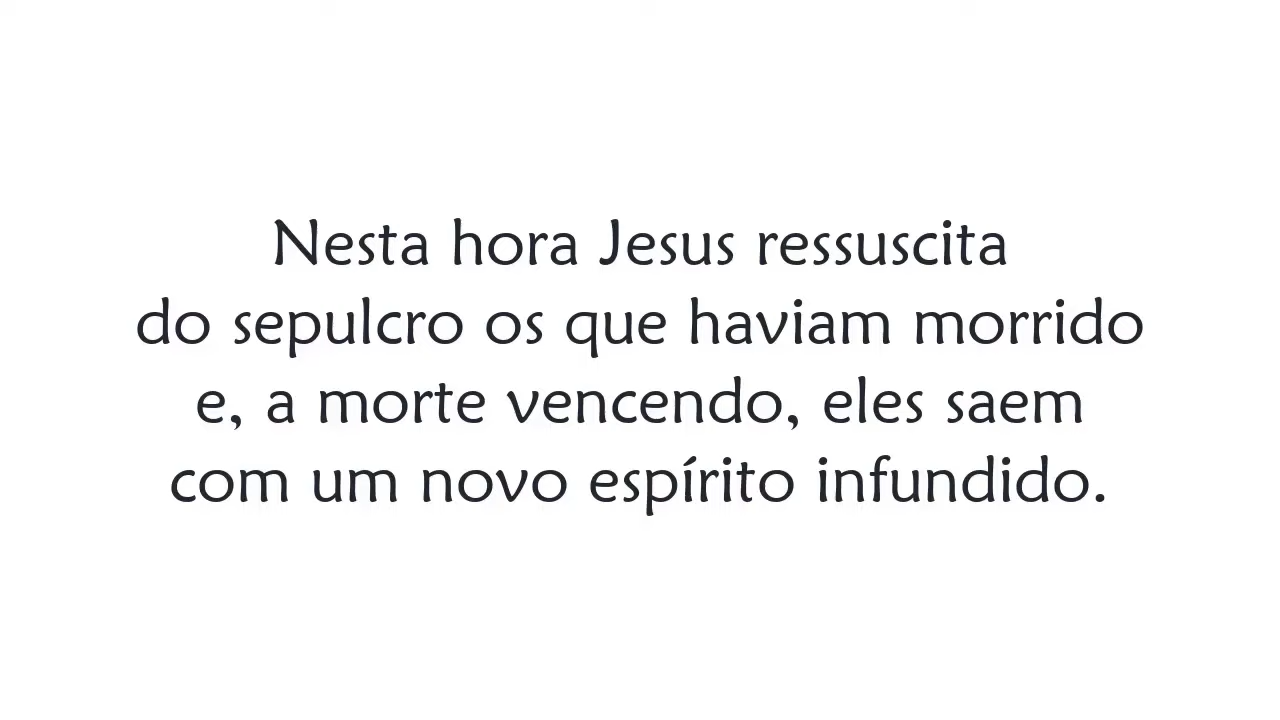 Nesta hora Jesus ressuscita
do sepulcro os que haviam morrido
e, a morte vencendo, eles saem
com um novo espírito infundido.